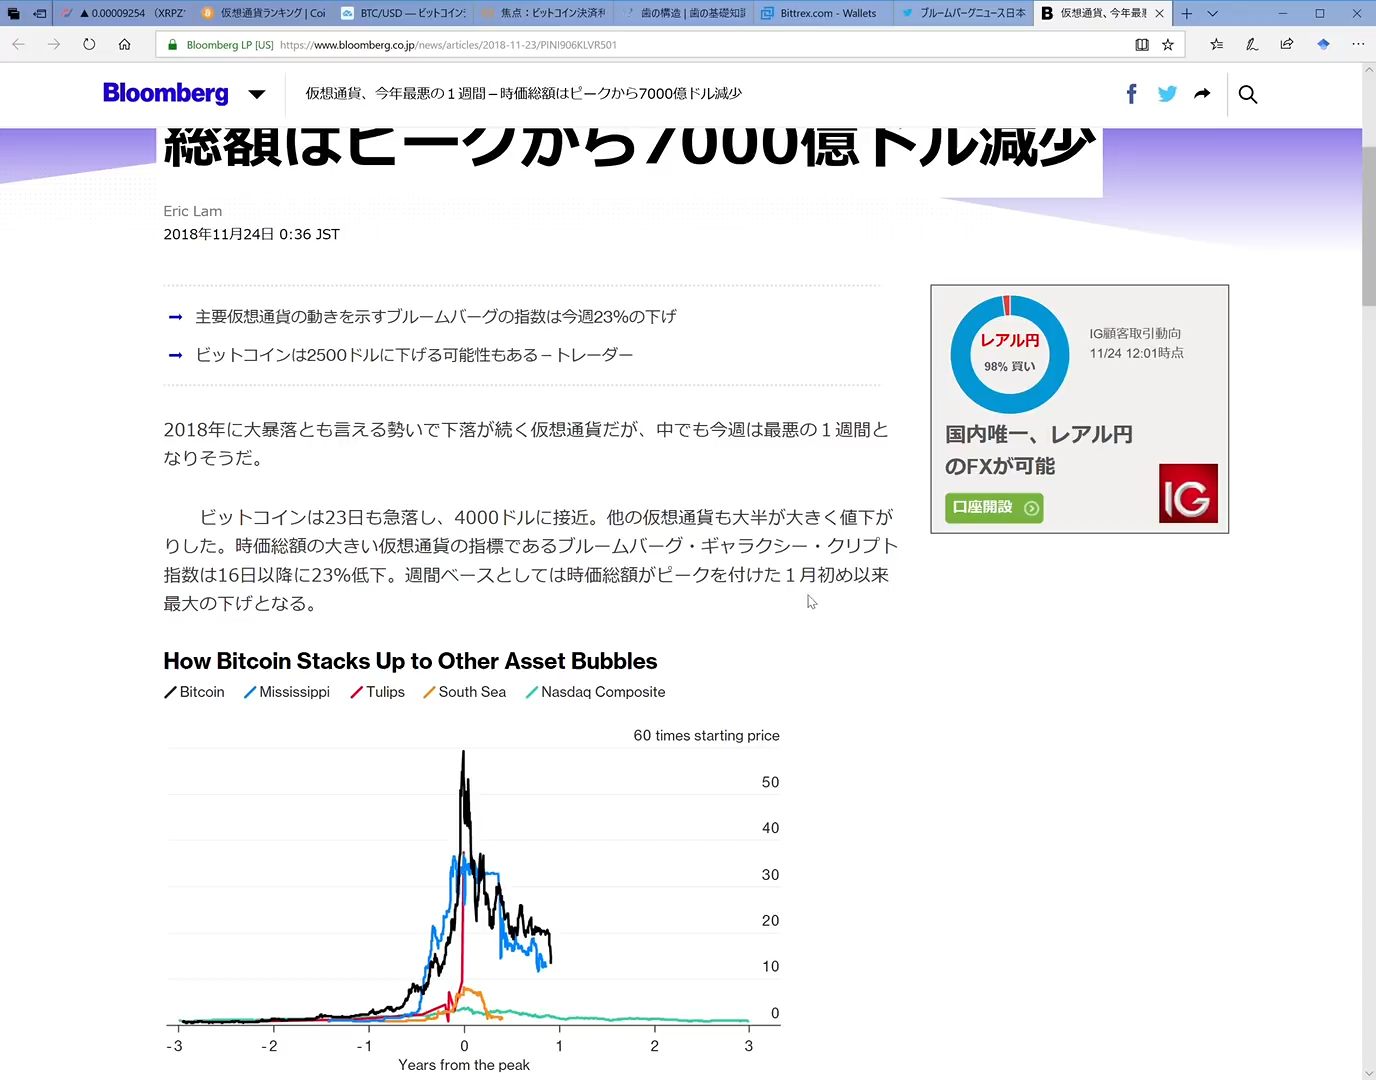 ▲ 0.00009254 （XRPZ
仮想通貨ランキング | Coi
BTC/USD — ビットコイン
焦点：ビットコイン決済
歯の構造 | 歯の基礎知
Bittrex.com - Wallets
ブルームバーグニュース日本
B 仮想通貨、今年最
Bloomberg LP [US] https://www.bloomberg.co.jp/news/articles/2018-11-23/PINI906KLVR501
Bloomberg
仮想通貨、今年最悪の１週間－時価総額はピークから7000億ドル減少
総額はピークから7000億ドル減少
Eric Lam
2018年11月24日 0:36 JST
主要仮想通貨の動きを示すブルームバーグの指数は今週23%の下げ
ビットコインは2500ドルに下げる可能性もある－トレーダー
2018年に大暴落とも言える勢いで下落が続く仮想通貨だが、中でも今週は最悪の１週間と
なりそうだ。
ビットコインは23日も急落し、4000ドルに接近。他の仮想通貨も大半が大きく値下が
りした。時価総額の大きい仮想通貨の指標であるブルームバーグ・ギャラクシー・クリプト
指数は16日以降に23%低下。週間ベースとしては時価総額がピークを付けた１月初め以来
最大の下げとなる。
レアル円
98% 買い
IG顧客取引動向
11/24 12:01時点
国内唯一、レアル円
のFXが可能
口座開設
IG
How Bitcoin Stacks Up to Other Asset Bubbles
Bitcoin Mississippi Tulips South Sea Nasdaq Composite
60 times starting price
50
40
30
20
10
0
-3 -2 -1 0 1 2 3
Years from the peak